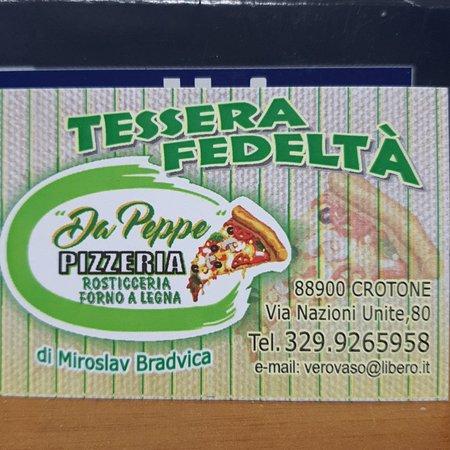 TESSERA
FEDELTÀ
"Da Peppe"
PIZZERIA
ROSTICCERIA
FORNO A LEGNA
di Miroslav Bradvica
88900 CROTONE
Via Nazioni Unite,80
Tel. 329.9265958
e-mail: verovaso@libero.it